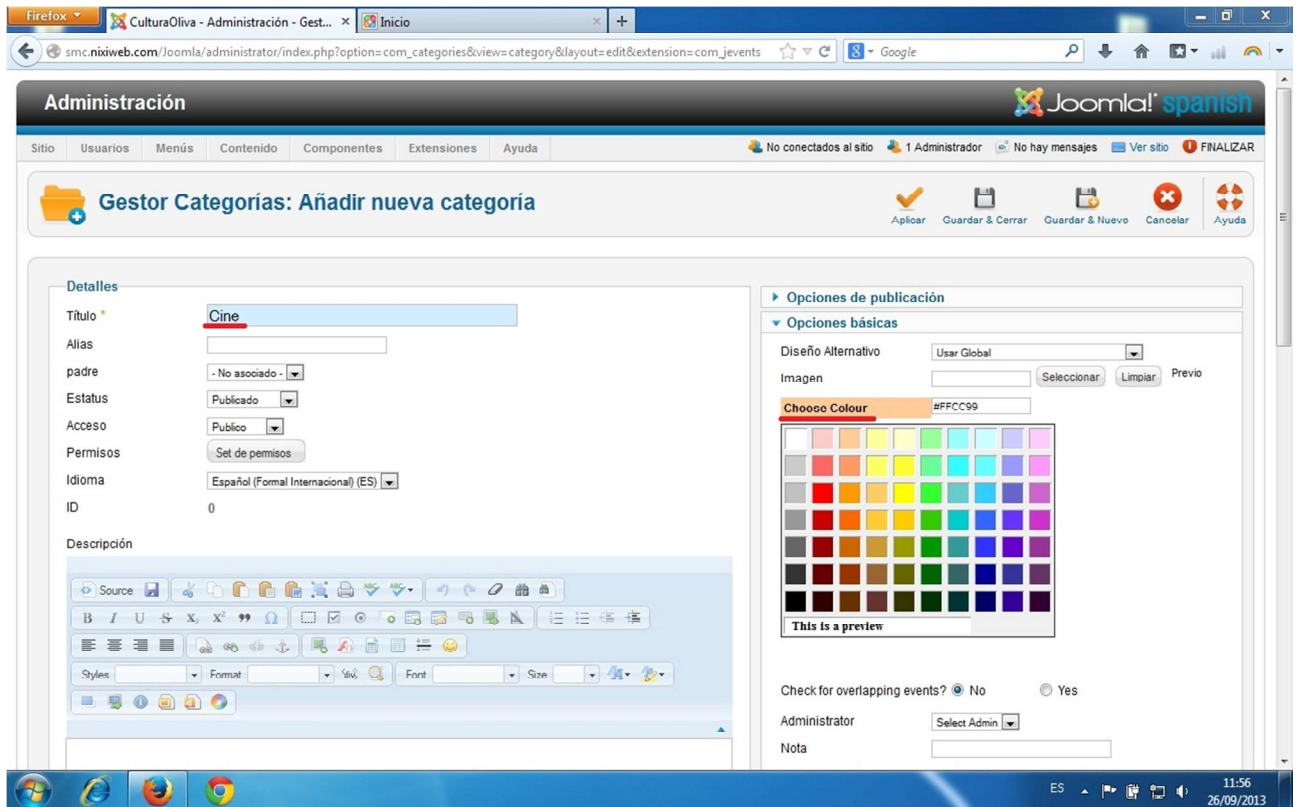 Firefox
CulturaOliva - Administración - Gest...
Inicio
smc.nixiweb.com/Joomla/administrator/index.php?option=com_categories&view=category&layout=edit&extension=com_jevents
Google
Administración
Joomla! spanish
Sitio Usuarios Menús Contenido Componentes Extensiones Ayuda
No conectados al sitio 1 Administrador No hay mensajes Ver sitio FINALIZAR
Gestor Categorías: Añadir nueva categoría
Aplicar Guardar & Cerrar Guardar & Nuevo Cancelar Ayuda
Detalles
Título * Cine
Alias
padre - No asociado -
Estatus Publicado
Acceso Publico
Permisos Set de permisos
Idioma Español (Formal Internacional) (ES)
ID 0
Descripción
Source
Styles Format Font Size
Opciones de publicación
Opciones básicas
Diseño Alternativo Usar Global
Imagen Seleccionar Limpiar Previo
Choose Colour #FFCC99
This is a preview
Check for overlapping events? No Yes
Administrator Select Admin
Nota
ES
11:56
26/09/2013